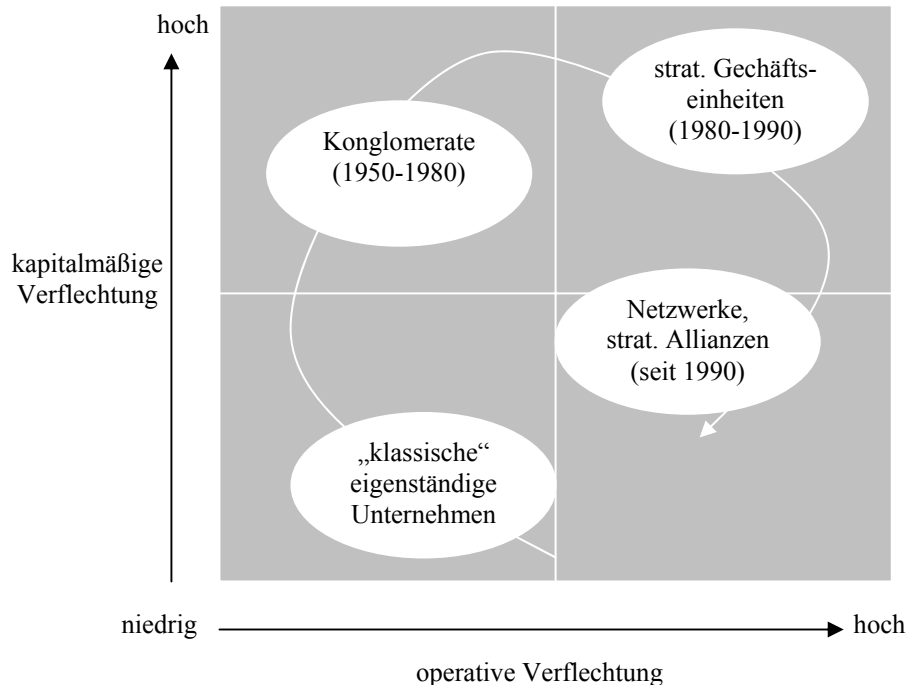 hoch
strat. Gechäfts-
einheiten
(1980-1990)
Konglomerate
(1950-1980)
kapitalmäßige
Verflechtung
Netzwerke,
strat. Allianzen
(seit 1990)
„klassische“
eigenständige
Unternehmen
niedrig
hoch
operative Verflechtung